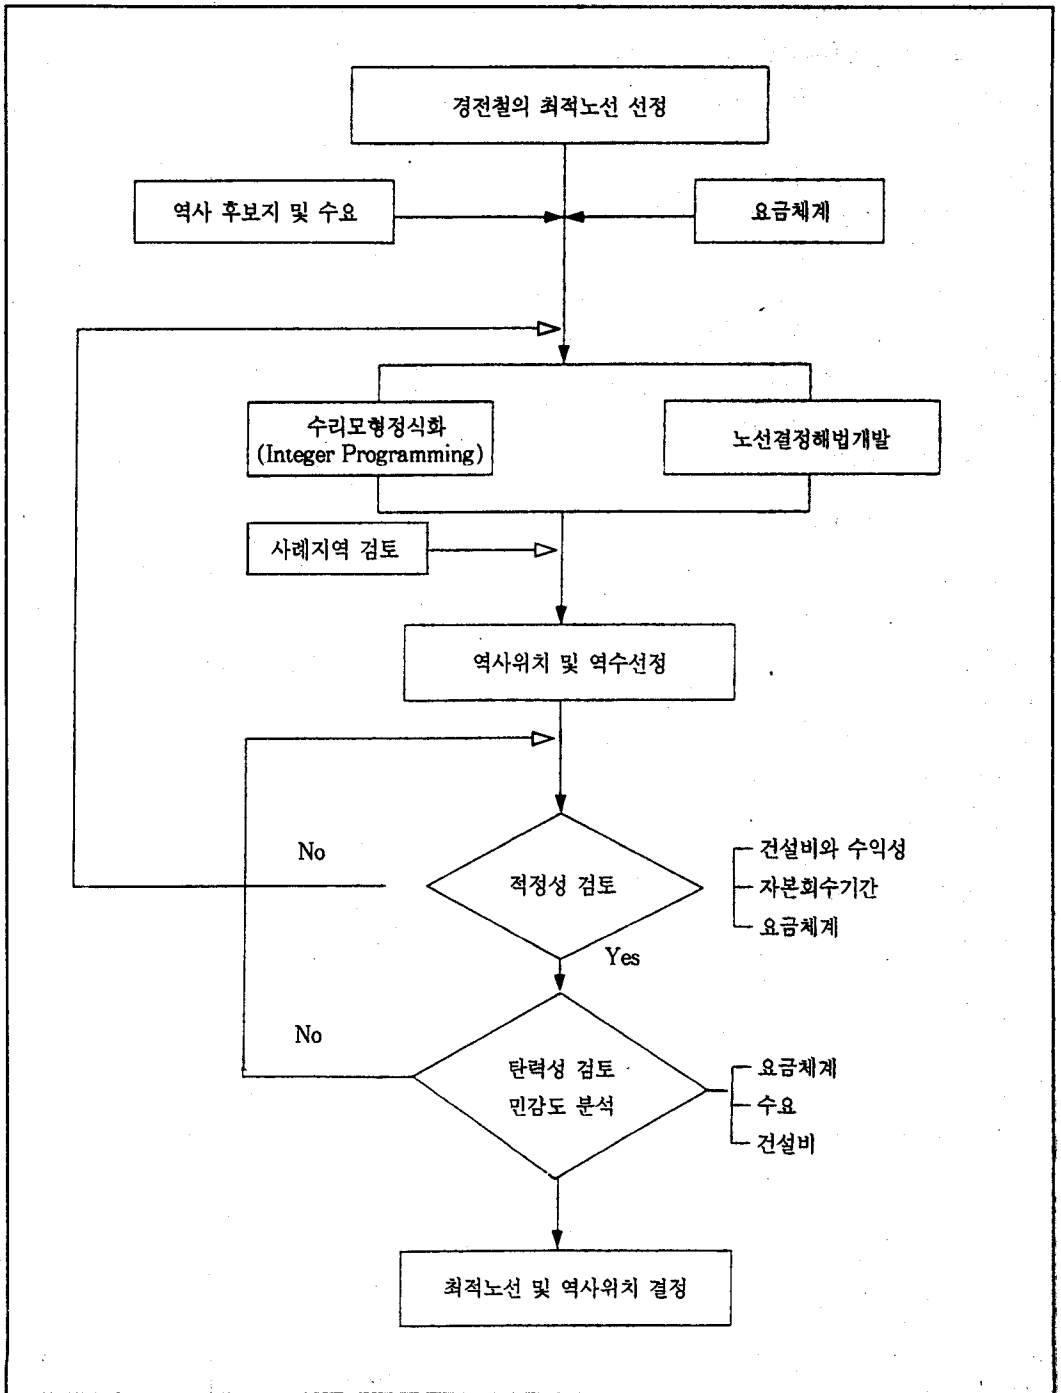 경전철의 최적노선 선정
역사 후보지 및 수요
요금체계
수리모형정식화
(Integer Programming)
노선결정해법개발
사례지역 검토
역사위치 및 역수선정
No
적정성 검토
건설비와 수익성
자본회수기간
요금체계
Yes
No
탄력성 검토
민감도 분석
요금체계
수요
건설비
최적노선 및 역사위치 결정